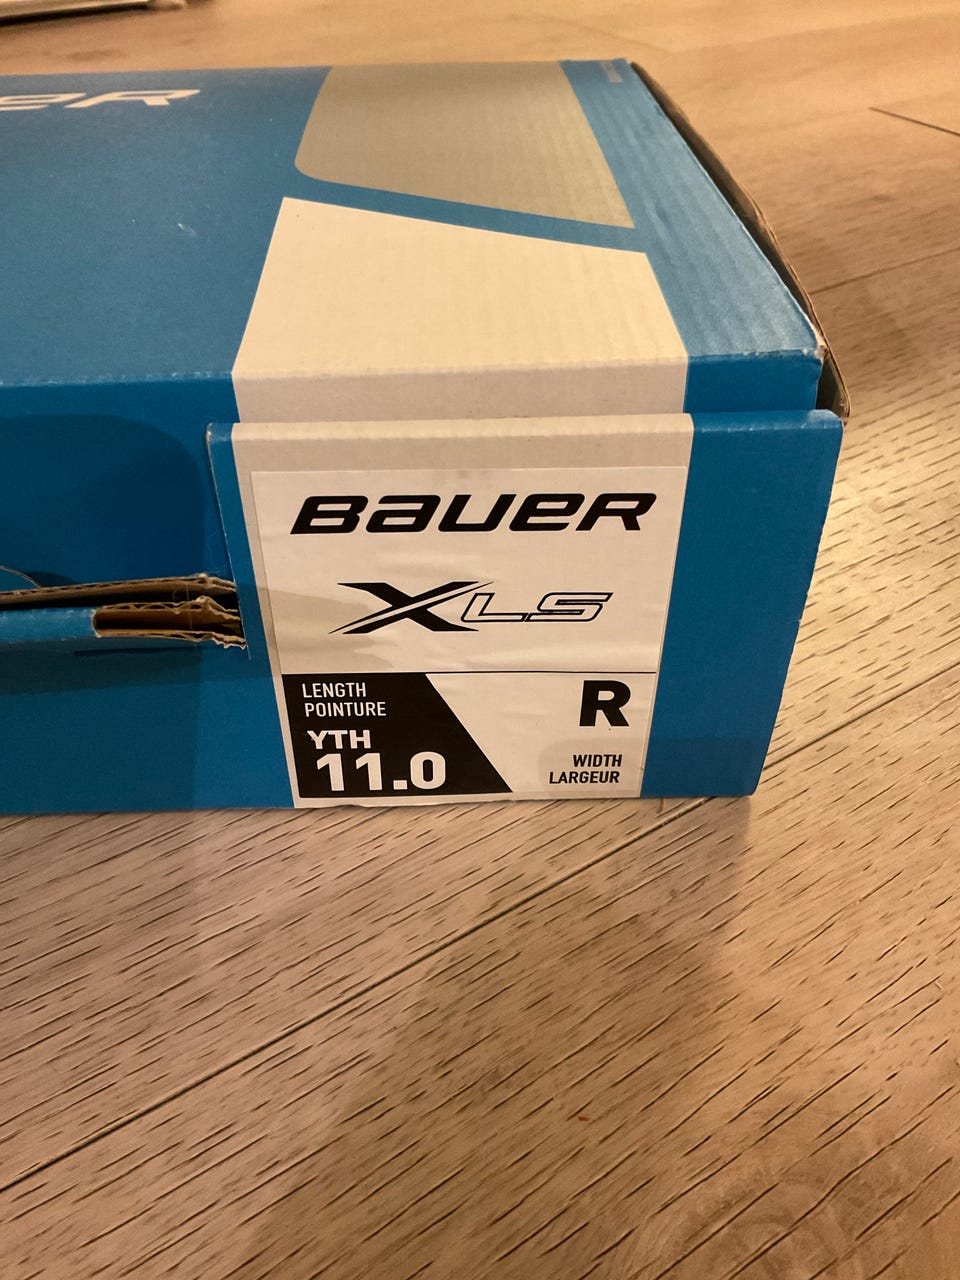 BAUER
XLS
LENGTH
POINTURE
YTH
11.0
R
WIDTH
LARGEUR